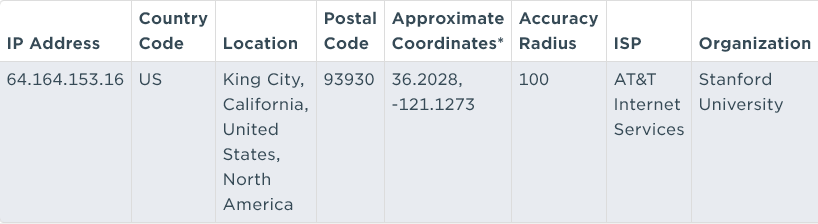 IP Address
Country
Code
Location
Postal
Code
Approximate
Coordinates*
Accuracy
Radius
ISP
Organization
64.164.153.16
US
King City,
California,
United
States,
North
America
93930
36.2028,
-121.1273
100
AT&T
Internet
Services
Stanford
University